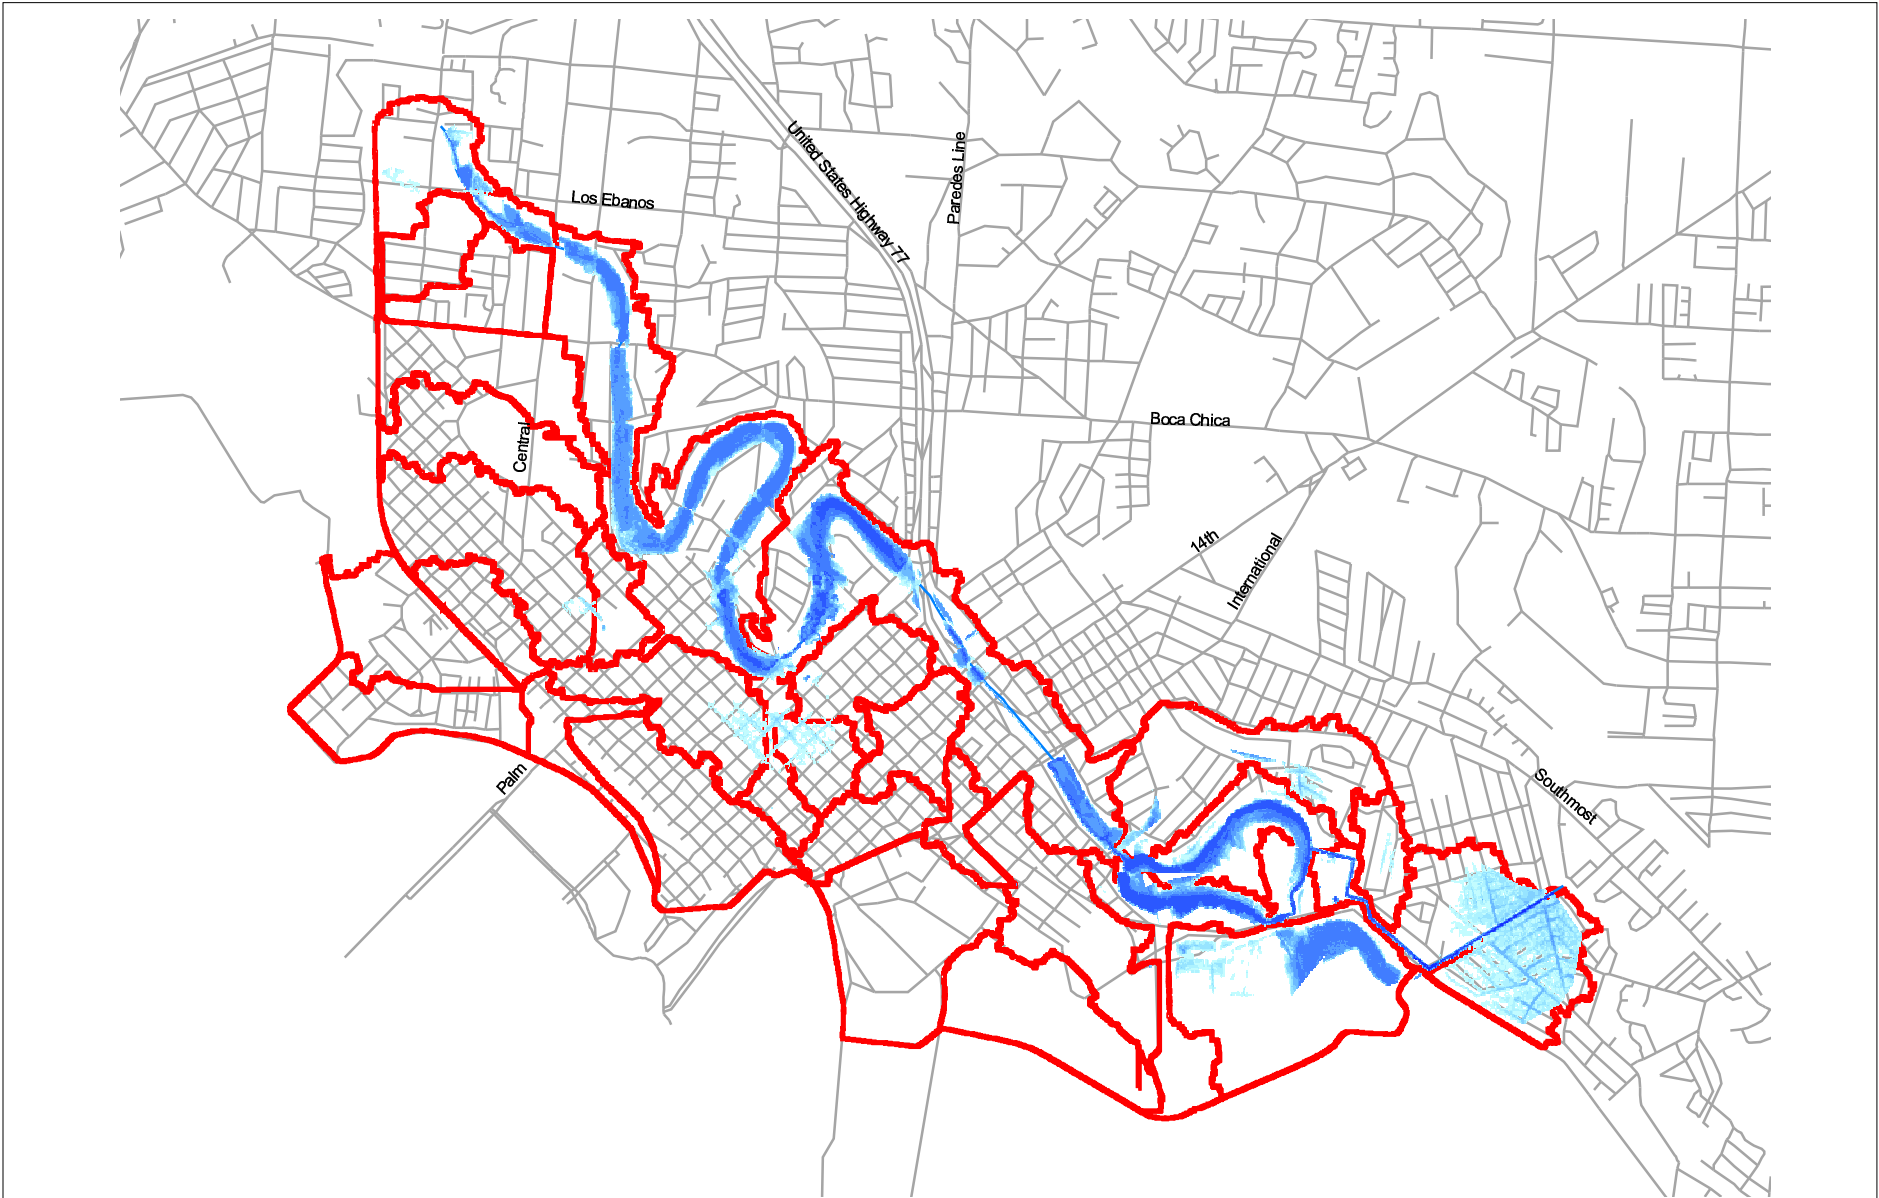 United States Highway 77
Paredes Line
Los Ebanos
Boca Chica
Central
14th
International
Palm
Southmost